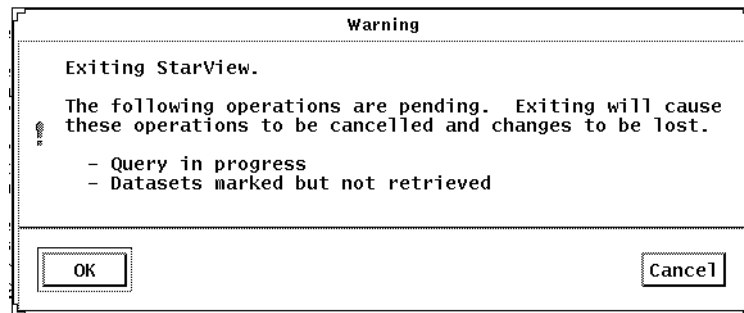 Warning
Exiting StarView.
The following operations are pending.  Exiting will cause
these operations to be cancelled and changes to be lost.
- Query in progress
- Datasets marked but not retrieved
OK
Cancel